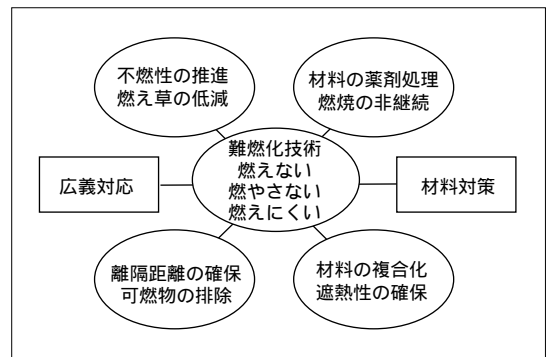 不燃性の推進
燃え草の低減
材料の薬剤処理
燃焼の非継続
難燃化技術
燃えない
燃やさない
燃えにくい
広義対応
材料対策
離隔距離の確保
可燃物の排除
材料の複合化
遮熱性の確保